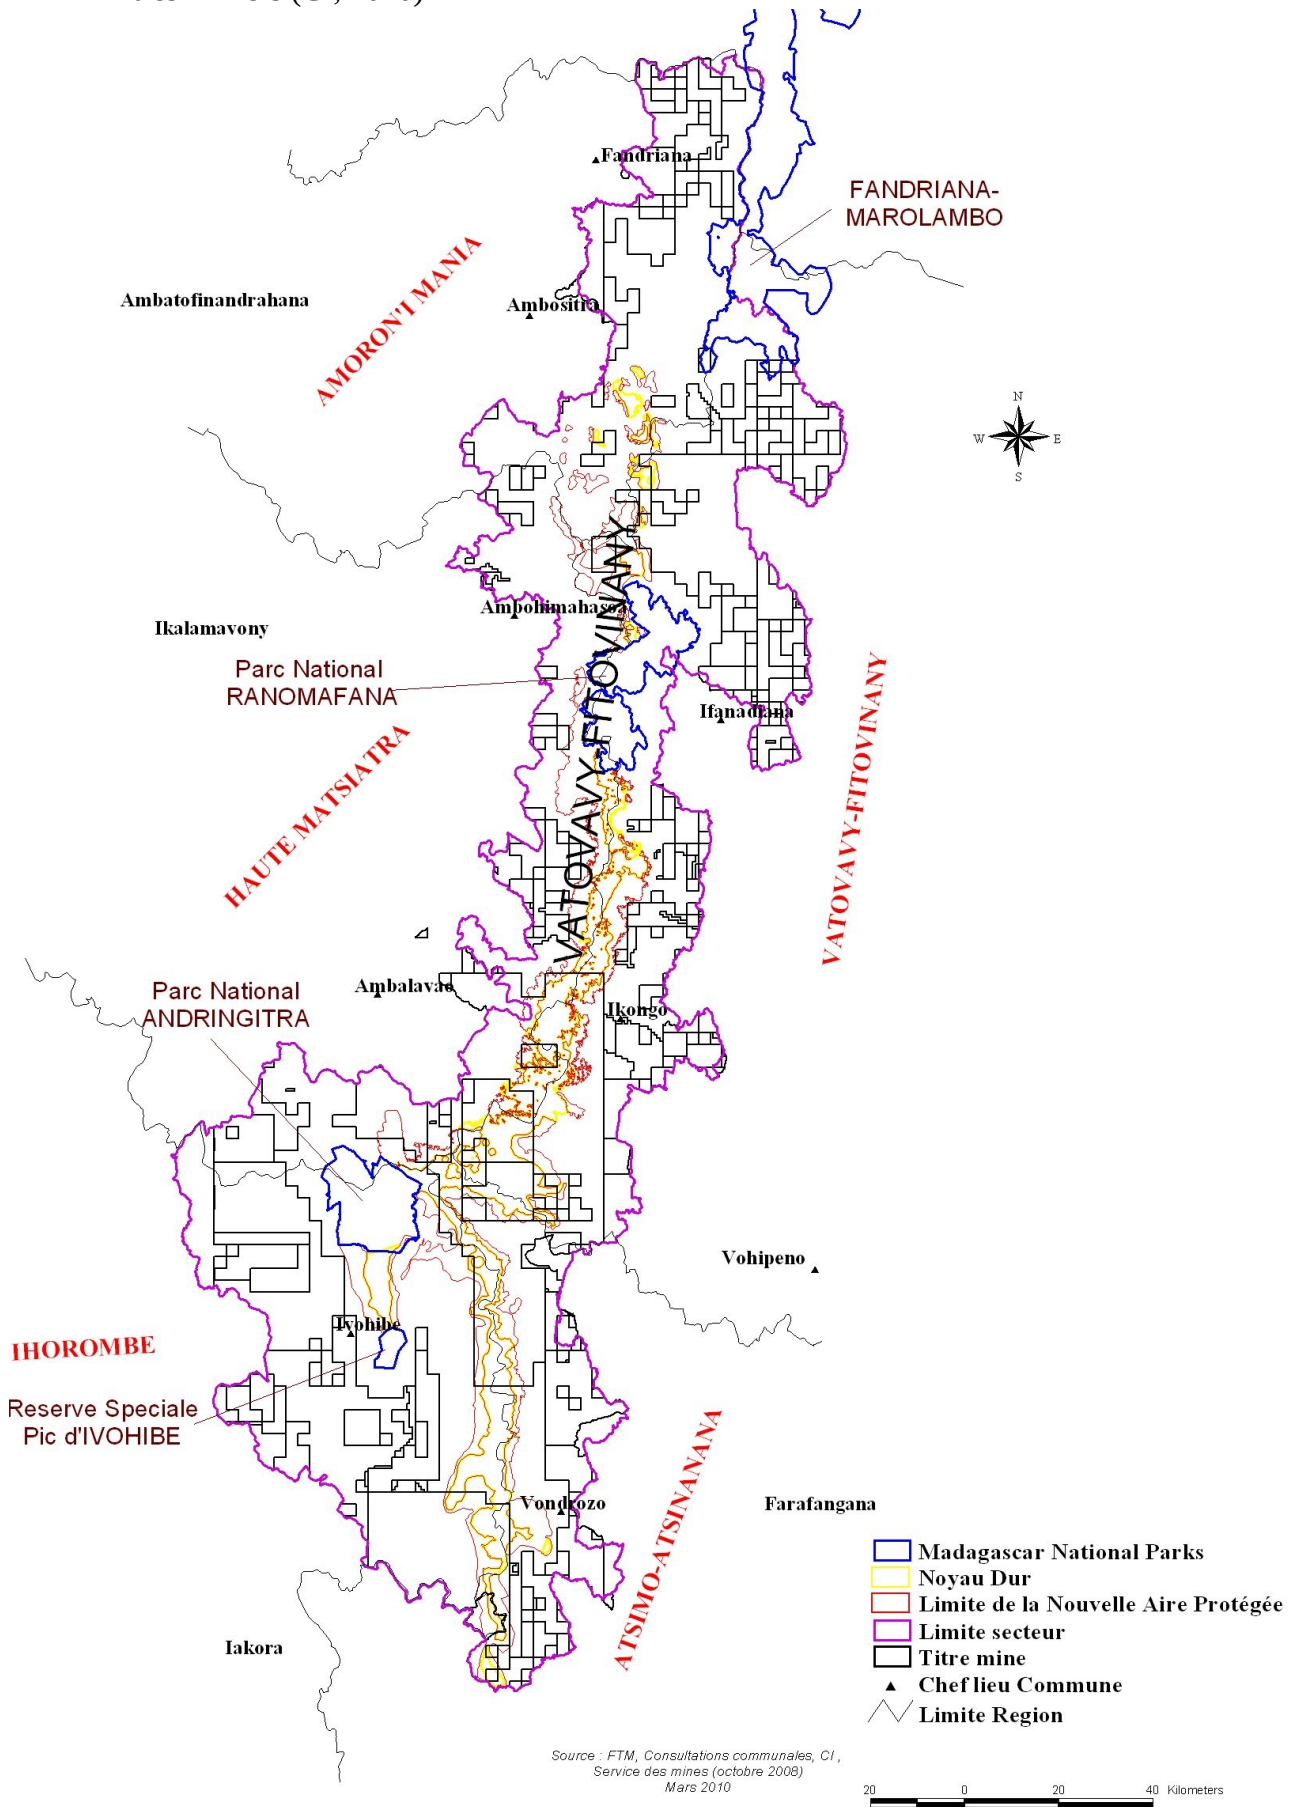 Fandriana
FANDRIANA-
MAROLAMBO
AMORON'I MANIA
Ambatofinandrahana
Ambositra
N
W
E
S
VATOVAVY-FITOVINANY
Ampohimahasoa
Ikalamavony
Parc National
RANOMAFANA
Ifanadiana
HAUTE MATSIATRA
VATOVAVY-FITOVINANY
Ambalavao
Parc National
ANDRINGITRA
Ikongo
Vohipeno
Ivohibe
IHOROMBE
Reserve Speciale
Pic d'IVOHIBE
Vondrozo
Farafangana
ATSIMO-ATSINANANA
Iakora
Madagascar National Parks
Noyau Dur
Limite de la Nouvelle Aire Protégée
Limite secteur
Titre mine
Chef lieu Commune
Limite Region
Source : FTM, Consultations communales, CI ,
Service des mines (octobre 2008)
Mars 2010
20 0 20 40 Kilometers